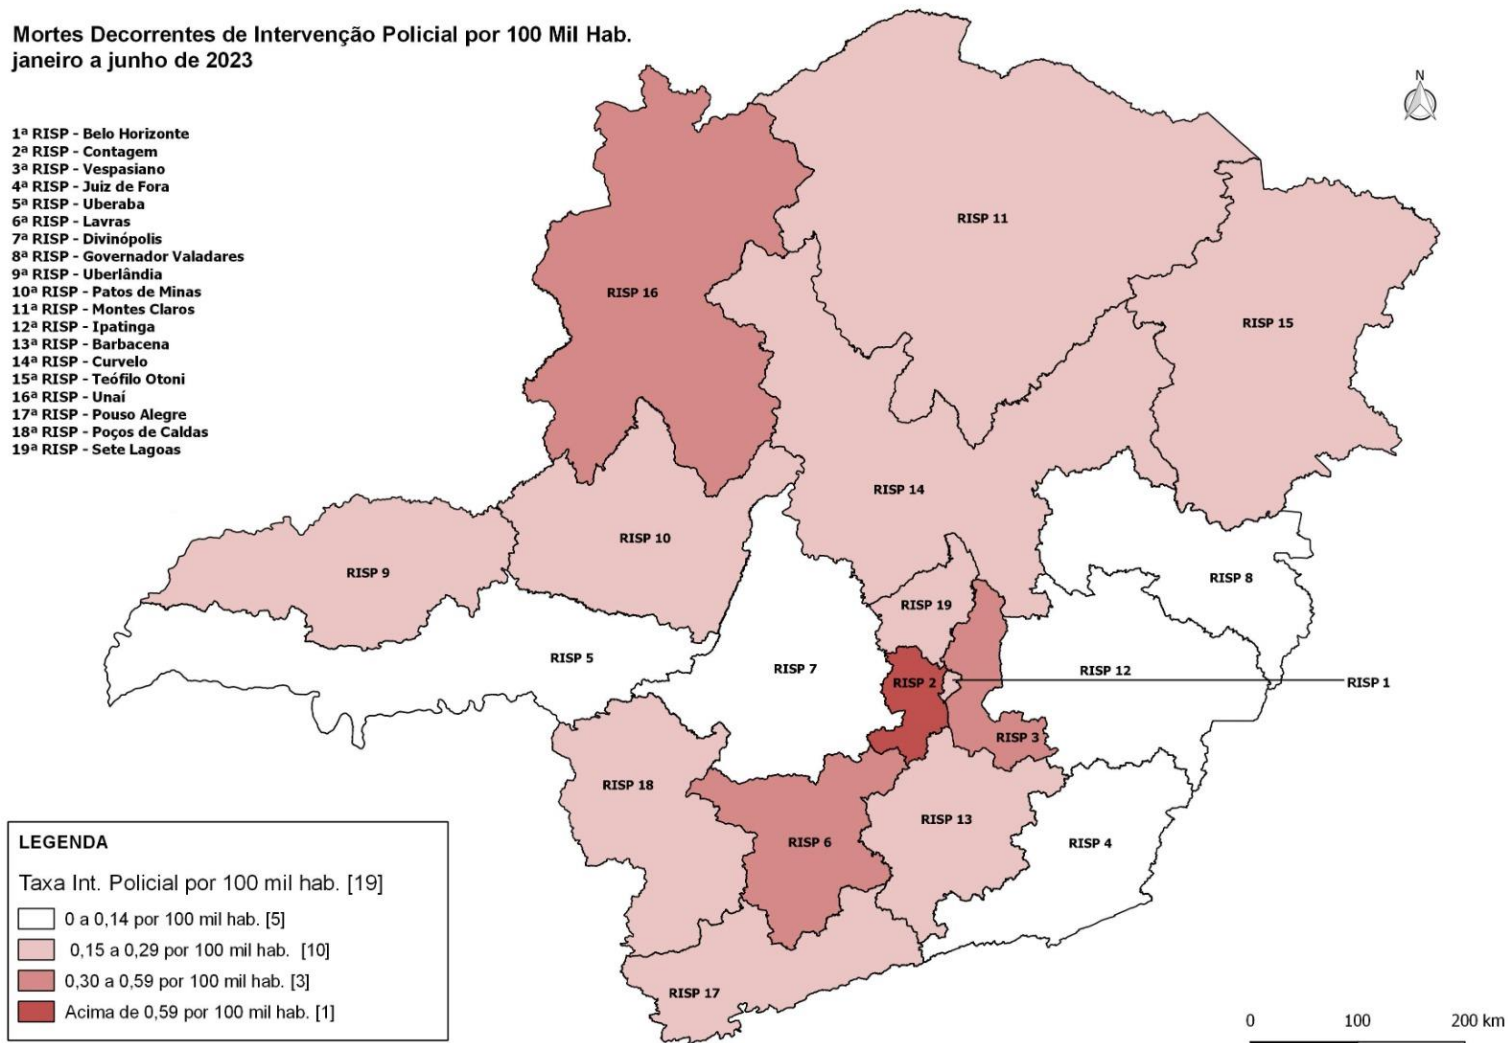 Mortes Decorrentes de Intervenção Policial por 100 Mil Hab.
janeiro a junho de 2023
N
1ª RISP - Belo Horizonte
2ª RISP - Contagem
3ª RISP - Vespasiano
4ª RISP - Juiz de Fora
5ª RISP - Uberaba
6ª RISP - Lavras
7ª RISP - Divinópolis
8ª RISP - Governador Valadares
9ª RISP - Uberlândia
10ª RISP - Patos de Minas
11ª RISP - Montes Claros
12ª RISP - Ipatinga
13ª RISP - Barbacena
14ª RISP - Curvelo
15ª RISP - Teófilo Otoni
16ª RISP - Unaí
17ª RISP - Pouso Alegre
18ª RISP - Poços de Caldas
19ª RISP - Sete Lagoas
RISP 11
RISP 16
RISP 15
RISP 14
RISP 10
RISP 9
RISP 8
RISP 19
RISP 5
RISP 7
RISP 12
RISP 2
RISP 1
RISP 3
RISP 18
RISP 13
RISP 6
RISP 4
RISP 17
LEGENDA
Taxa Int. Policial por 100 mil hab. [19]
0 a 0,14 por 100 mil hab. [5]
0,15 a 0,29 por 100 mil hab. [10]
0,30 a 0,59 por 100 mil hab. [3]
Acima de 0,59 por 100 mil hab. [1]
0 100 200 km